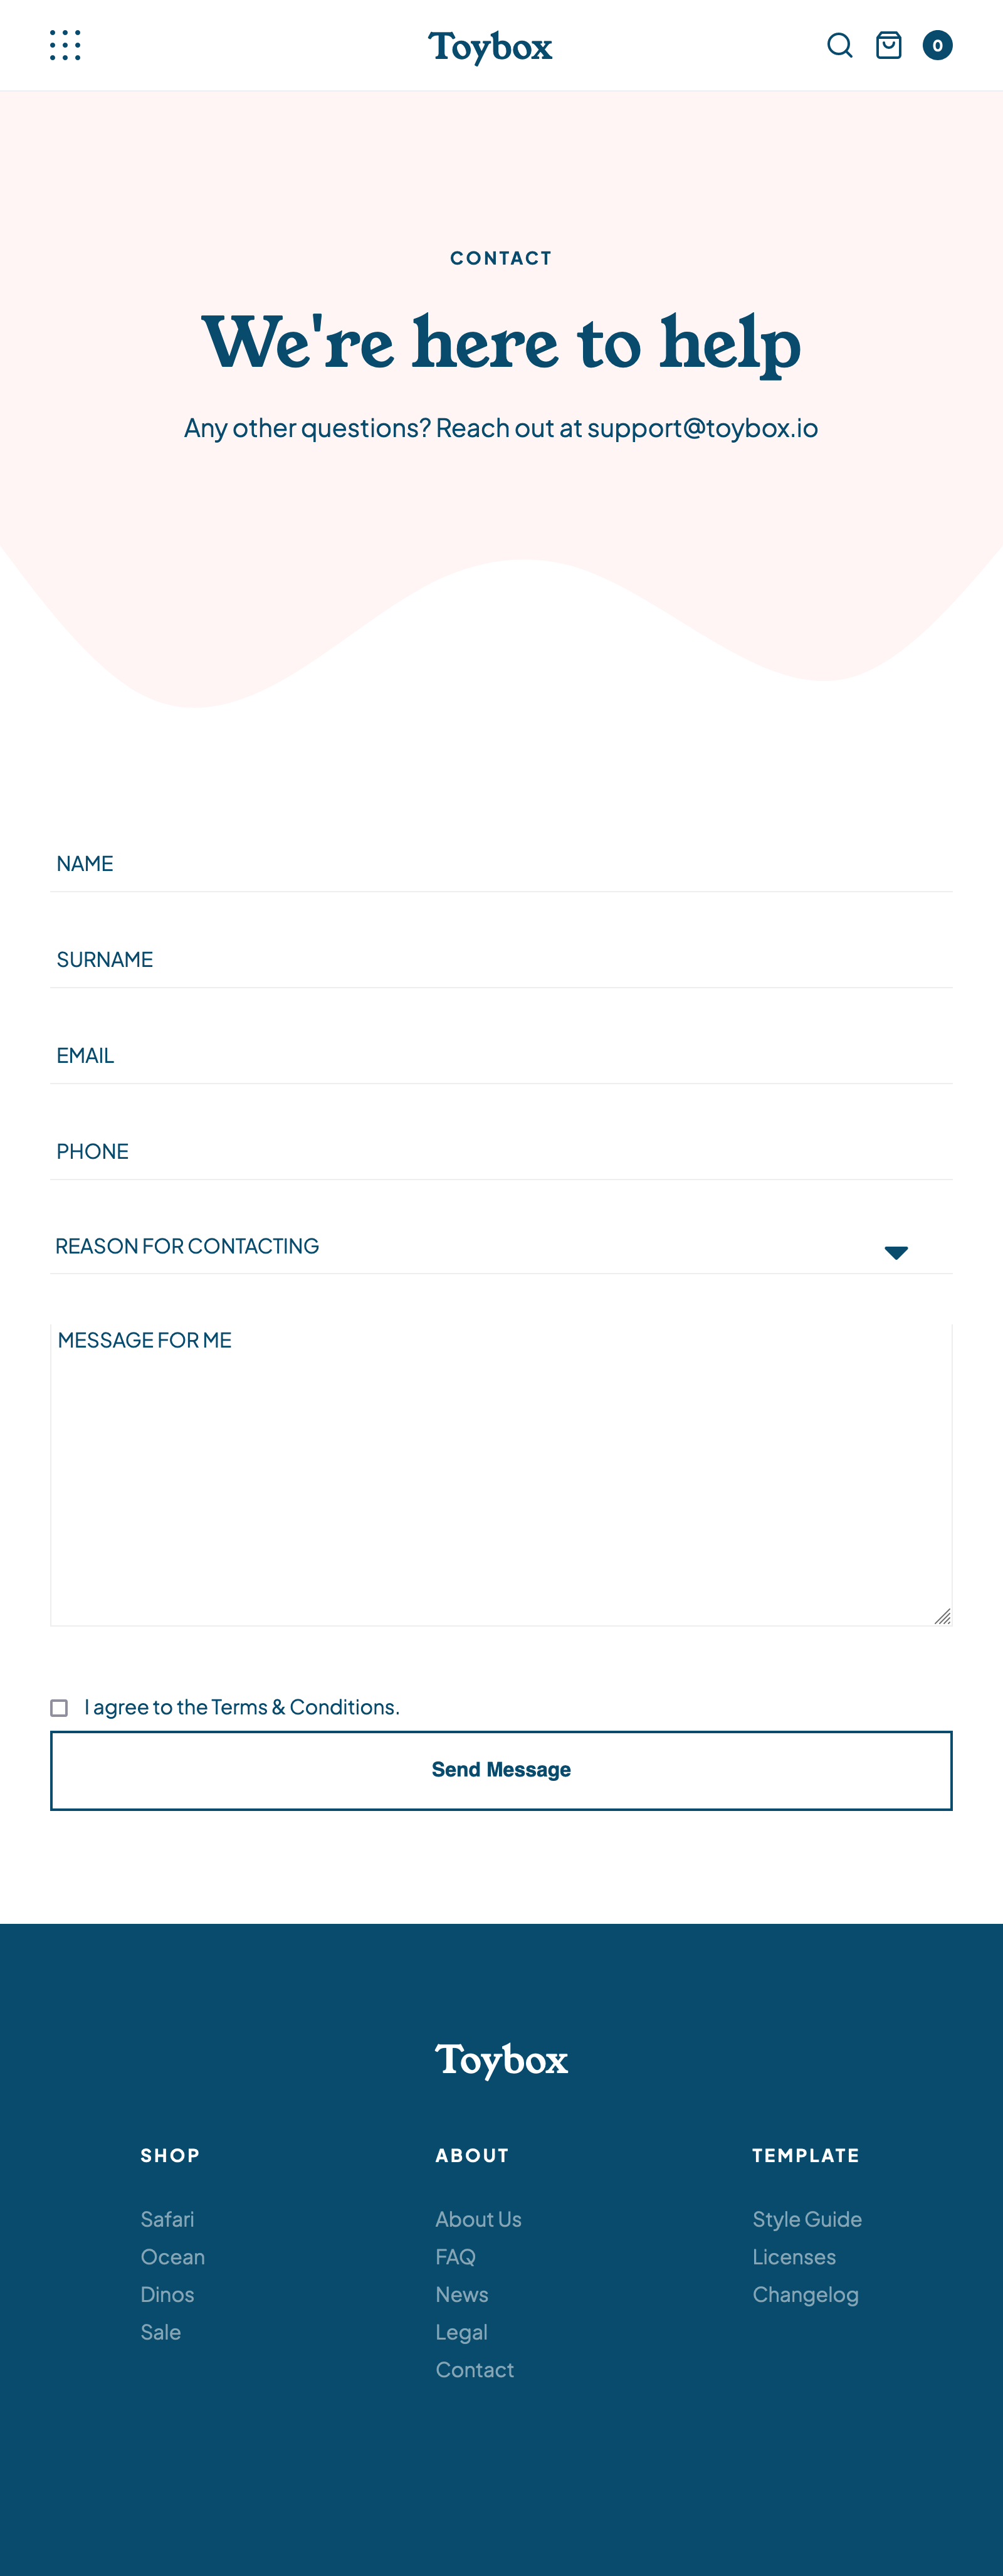 Toybox
0
CONTACT
We're here to help
Any other questions? Reach out at support@toybox.io
NAME
SURNAME
EMAIL
PHONE
REASON FOR CONTACTING
MESSAGE FOR ME
I agree to the Terms & Conditions.
Send Message
Toybox
SHOP
Safari
Ocean
Dinos
Sale
ABOUT
About Us
FAQ
News
Legal
Contact
TEMPLATE
Style Guide
Licenses
Changelog